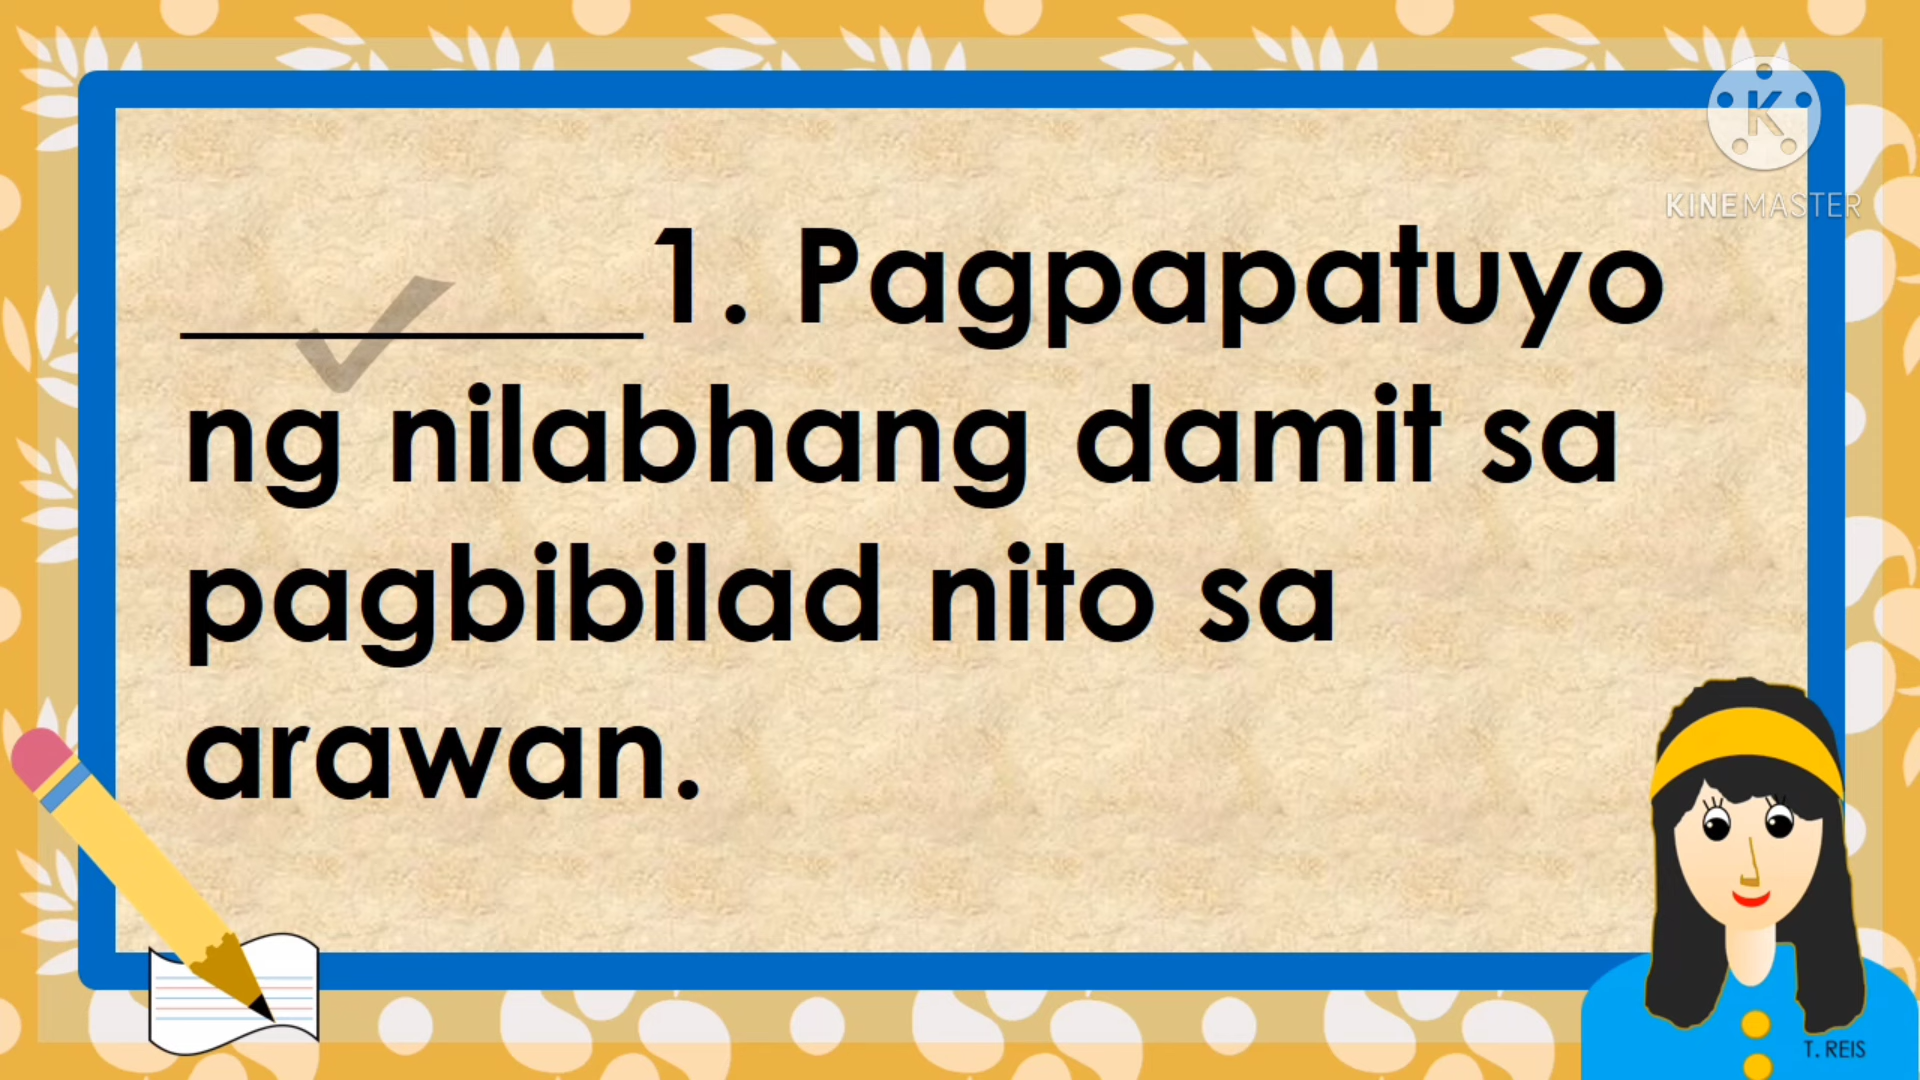 K
KINEMASTER
________1. Pagpapatuyo
ng nilabhang damit sa
pagbibilad nito sa
arawan.
T. REIS